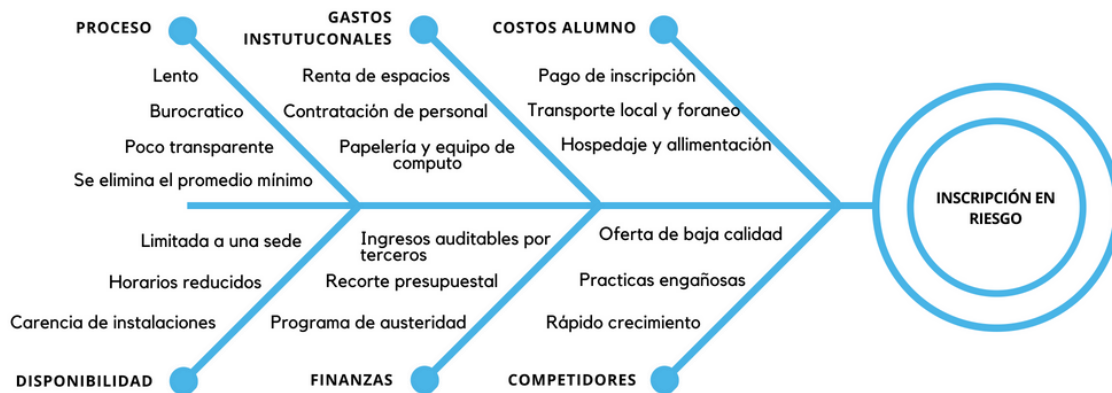 PROCESO
Lento
Burocratico
Poco transparente
Se elimina el promedio mínimo
GASTOS
INSTUTUCONALES
Renta de espacios
Contratación de personal
Papelería y equipo de
computo
COSTOS ALUMNO
Pago de inscripción
Transporte local y foraneo
Hospedaje y allimentación
INSCRIPCIÓN EN
RIESGO
Limitada a una sede
Horarios reducidos
Carencia de instalaciones
DISPONIBILIDAD
Ingresos auditables por
terceros
Recorte presupuestal
Programa de austeridad
FINANZAS
Oferta de baja calidad
Practicas engañosas
Rápido crecimiento
COMPETIDORES